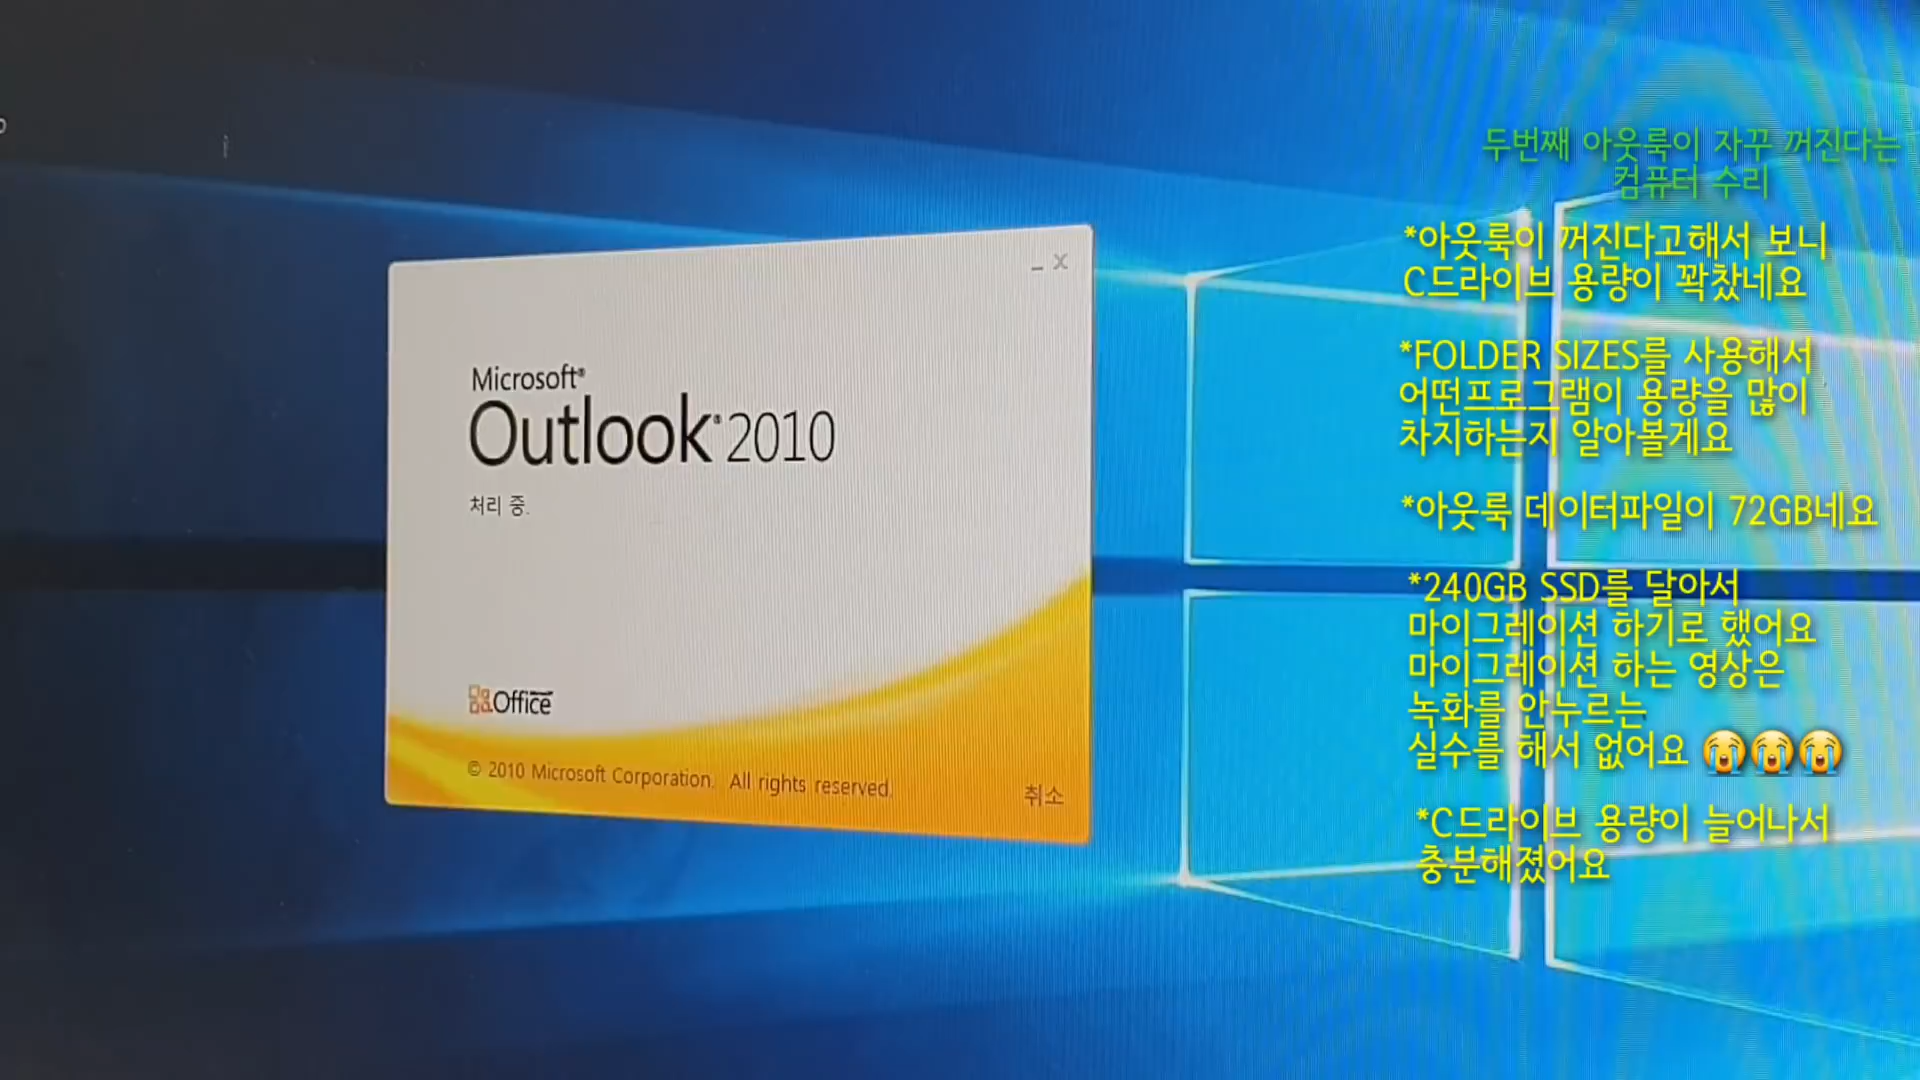 Microsoft®
Outlook® 2010
처리 중.
Office
© 2010 Microsoft Corporation. All rights reserved.
취소
두번째 아웃룩이 자꾸 꺼진다는
컴퓨터 수리
*아웃룩이 꺼진다고해서 보니
C드라이브 용량이 꽉찼네요
*FOLDER SIZES를 사용해서
어떤프로그램이 용량을 많이
차지하는지 알아볼게요
*아웃룩 데이터파일이 72GB네요
*240GB SSD를 달아서
마이그레이션 하기로 했어요
마이그레이션 하는 영상은
녹화를 안누르는
실수를 해서 없어요 😭😭😭
*C드라이브 용량이 늘어나서
충분해졌어요